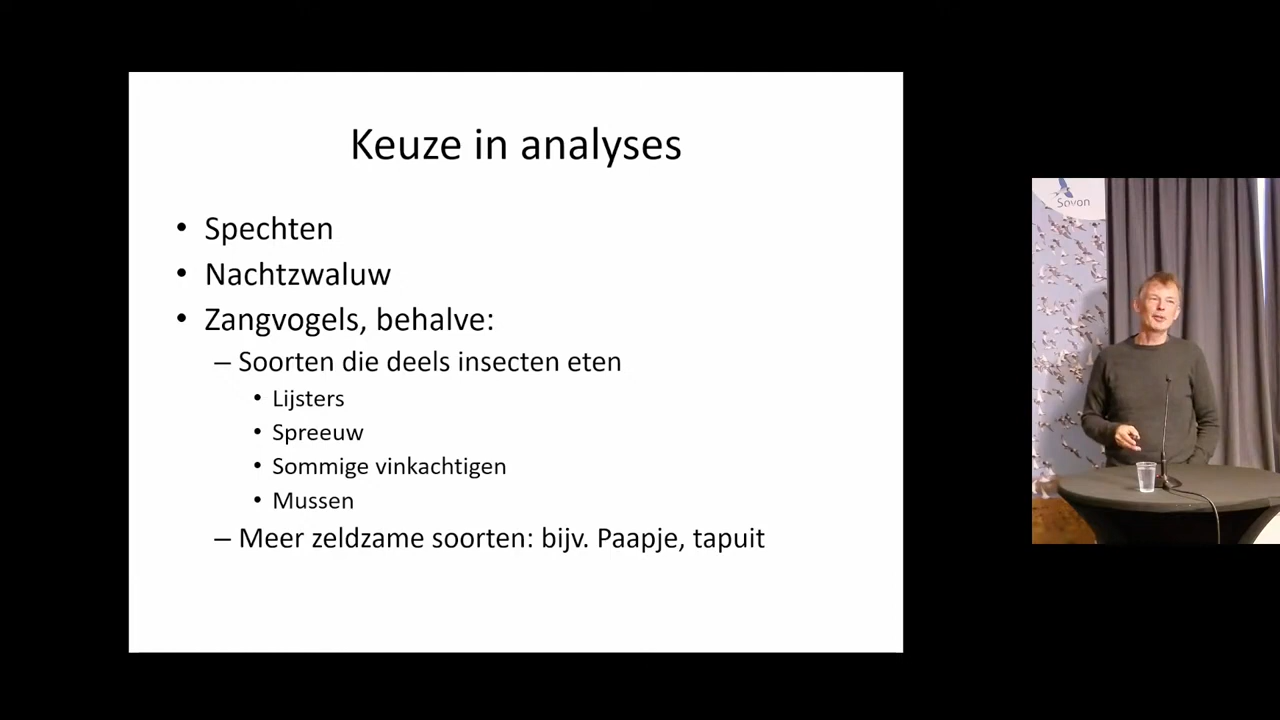 Keuze in analyses
• Spechten
• Nachtzwaluw
• Zangvogels, behalve:
– Soorten die deels insecten eten
• Lijsters
• Spreeuw
• Sommige vinkachtigen
• Mussen
– Meer zeldzame soorten: bijv. Paapje, tapuit
Sovon